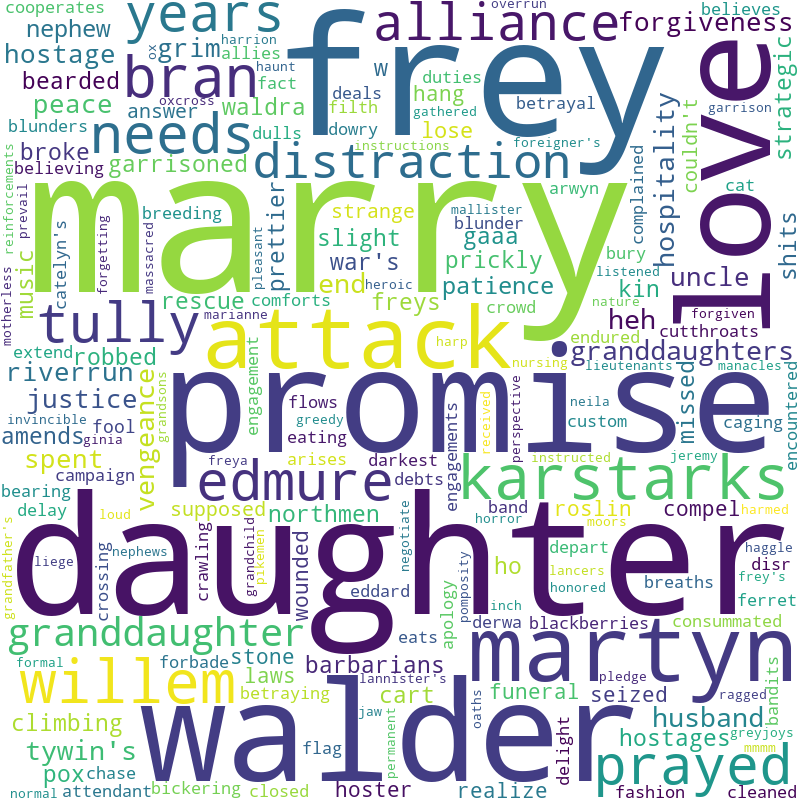 cooperates
years
alliance
overrun
believes
nephew
grim
frey
forgiveness
hostage
ox
harrion
allies
w
love
bearded
bran
haunt
fact
duties
hang
betrayal
strategic
peace
oxcross
deals
gathered
garrison
answer
waldra
filth
couldn't
blunders
needs
dulls
dowry
lose
foreigner's
instructions
broke
distraction
hospitality
believing
garrisoned
complained
shits
reinforcements
prevail
marry
arwyn
cat
music
catelyn's
forgetting
massacred
breeding
pleasant
prettier
strange
mallister
blunder
slight
gaaa
bury
war's
prickly
listened
uncle
motherless
rescue
comforts
heroic
end
freys
patience
crowd
nature
kin
tully
marianne
attack
heh
forgiven
endured
cutthroats
extend
robbed
engagement
harp
granddaughters
riverrun
grandsons
nursing
lieutenants
manacles
missed
encountered
justice
vengeance
promise
invincible
flows
greedy
engagements
received
perspective
neila
caging
amends
fool
ginia
eating
custom
spent
freya
arises
darkest
instructed
jeremy
campaign
edmure
debts
karstarks
bearing
supposed
band
roslin
compel
loud
harmed
delay
northmen
horror
moors
grandfather's
liege
crossing
nephews
daughter
crawling
grandchild
pikemen
wounded
negotiate
ho
depart
haggle
disr
lancers
frey's
breaths
eddard
pomposity
inch
honored
ferret
granddaughter
apology
derwa
blackberries
consummated
eats
martyn
formal
forbade
stone
barbarians
willem
laws
lannister's
pledge
betraying
cart
funeral
seized
ragged
bandits
climbing
walder
jaw
permanent
oaths
husband
flag
greyjoys
tywin's
delight
hostages
mmmm
pox
chase
hoster
prayed
normal
attendant
bickering
closed
realize
fashion
cleaned